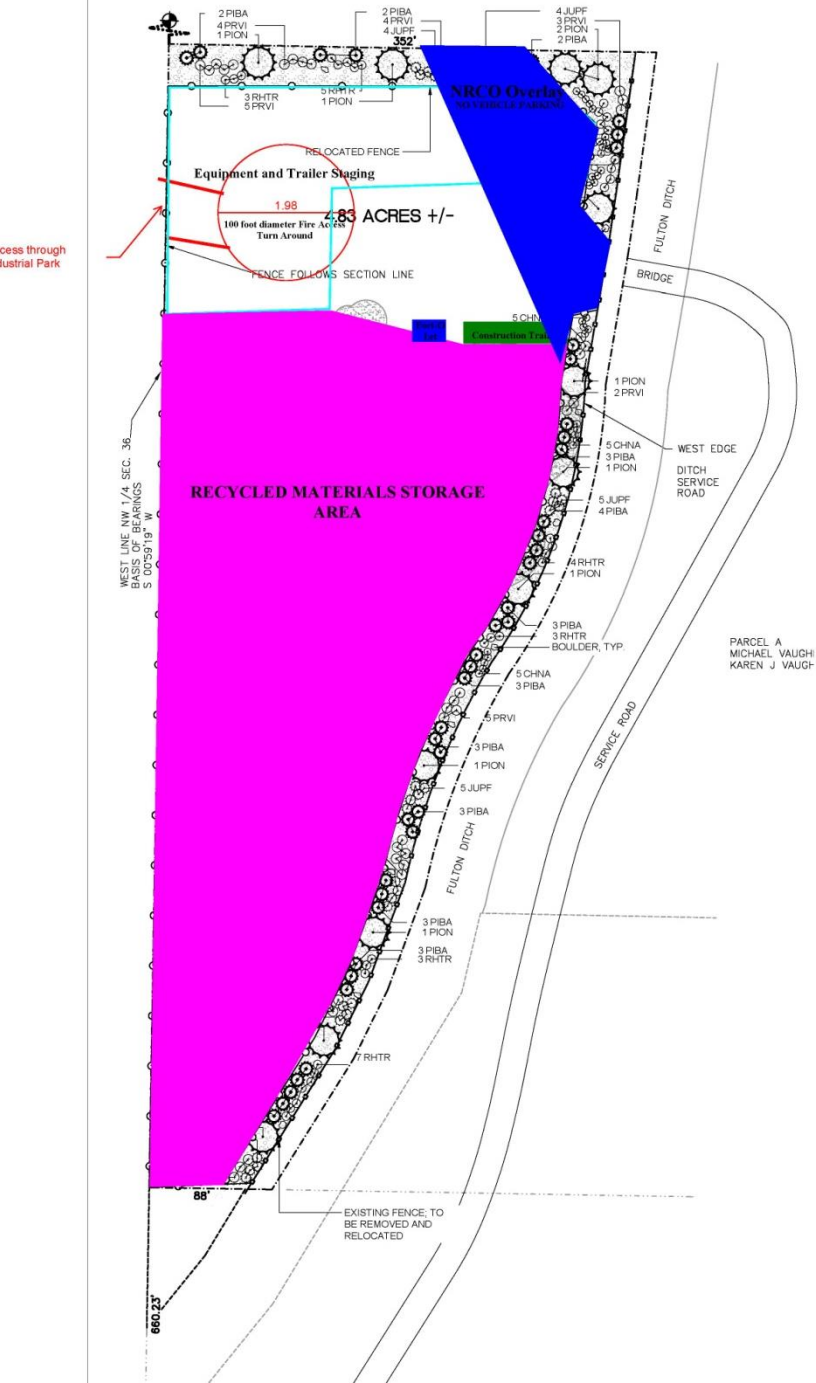 2 PIBA
4 PRVI
1 PION
2 PIBA
4 PRVI
4 JUPF
352'
4 JUPF
3 PRVI
2 PION
2 PIBA
3 RHTR
5 PRVI
5 RHTR
1 PION
NRCO Overlay
NO VEHICLE PARKING
RELOCATED FENCE
Equipment and Trailer Staging
1.98
4.83 ACRES +/-
100 foot diameter Fire Access
Turn Around
cess through
dustrial Park
FENCE FOLLOWS SECTION LINE
FULTON DITCH
BRIDGE
5 CHN
Construction Trai
1 PION
2 PRVI
5 CHNA
3 PIBA
1 PION
WEST EDGE
DITCH
SERVICE
ROAD
WEST LINE NW 1/4 SEC. 36
BASIS OF BEARINGS
S 00°59'19" W
RECYCLED MATERIALS STORAGE
AREA
5 JUPF
4 PIBA
4 RHTR
1 PION
3 PIBA
3 RHTR
BOULDER, TYP.
PARCEL A
MICHAEL VAUGH
KAREN J VAUGH
5 CHNA
3 PIBA
5 PRVI
SERVICE ROAD
3 PIBA
1 PION
5 JUPF
3 PIBA
FULTON DITCH
3 PIBA
1 PION
3 PIBA
3 RHTR
7 RHTR
88'
EXISTING FENCE; TO
BE REMOVED AND
RELOCATED
660.23'